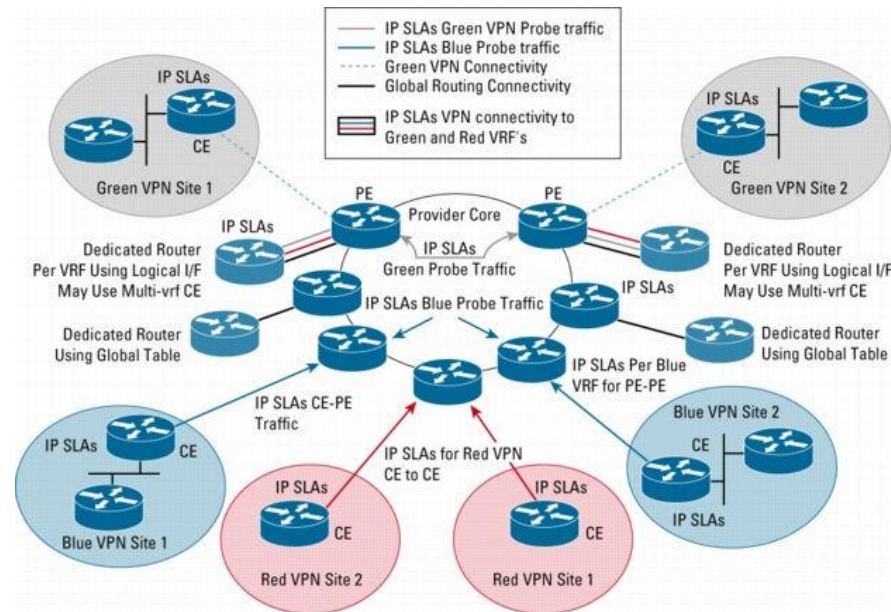 IP SLAs Green VPN Probe traffic
IP SLAs Blue Probe traffic
Green VPN Connectivity
Global Routing Connectivity
IP SLAs VPN connectivity to
Green and Red VRF's
IP SLAs
CE
Green VPN Site 1
IP SLAs
CE
Green VPN Site 2
PE
PE
Provider Core
IP SLAs
Dedicated Router
Per VRF Using Logical I/F
May Use Multi-vrf CE
IP SLAs
Green Probe Traffic
Dedicated Router
Per VRF Using Logical I/F
May Use Multi-vrf CE
IP SLAs Blue Probe Traffic
IP SLAs
Dedicated Router
Using Global Table
Dedicated Router
Using Global Table
IP SLAs Per Blue
VRF for PE-PE
IP SLAs CE-PE
Traffic
IP SLAs
CE
Blue VPN Site 1
Blue VPN Site 2
CE
IP SLAs
IP SLAs for Red VPN
CE to CE
IP SLAs
CE
Red VPN Site 2
IP SLAs
CE
Red VPN Site 1